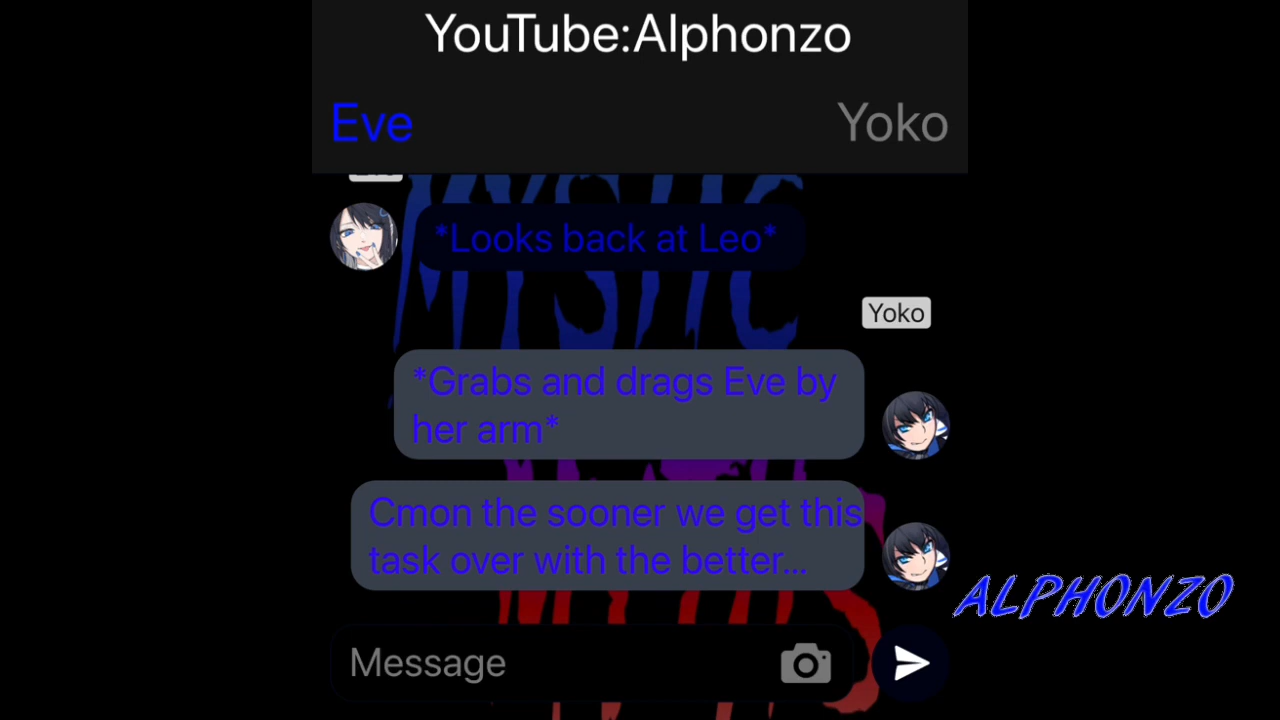 YouTube:Alphonzo
Eve
Yoko
MYSTIC
*Looks back at Leo*
Yoko
*Grabs and drags Eve by
her arm*
Cmon the sooner we get this
task over with the better...
ALPHONZO
Message